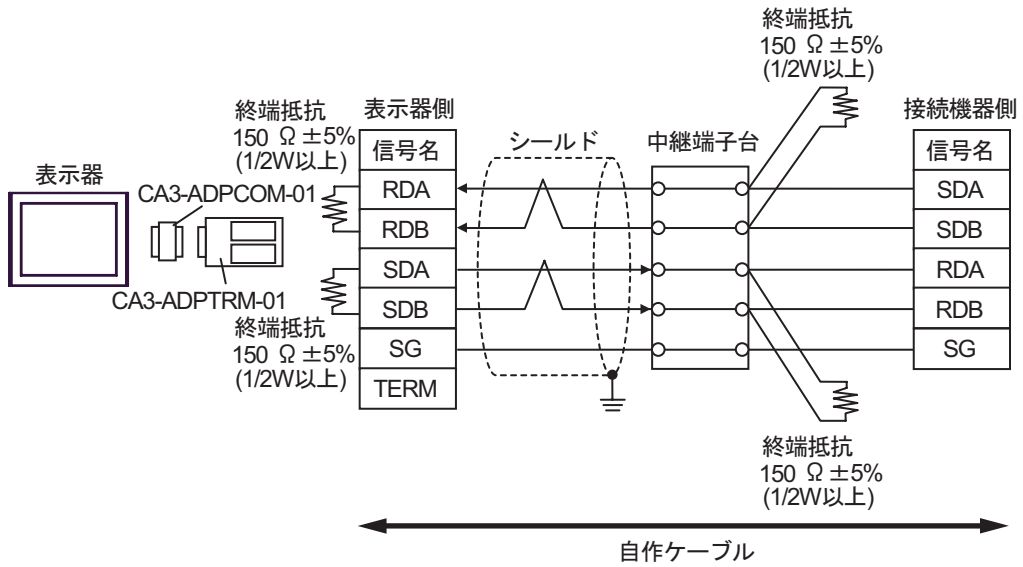 終端抵抗
150 Ω ±5%
(1/2W以上)
表示器
CA3-ADPCOM-01
CA3-ADPTRM-01
終端抵抗
150 Ω ±5%
(1/2W以上)
終端抵抗
150 Ω ±5%
(1/2W以上)
表示器側
信号名
RDA
RDB
SDA
SDB
SG
TERM
シールド
中継端子台
接続機器側
信号名
SDA
SDB
RDA
RDB
SG
終端抵抗
150 Ω ±5%
(1/2W以上)
自作ケーブル